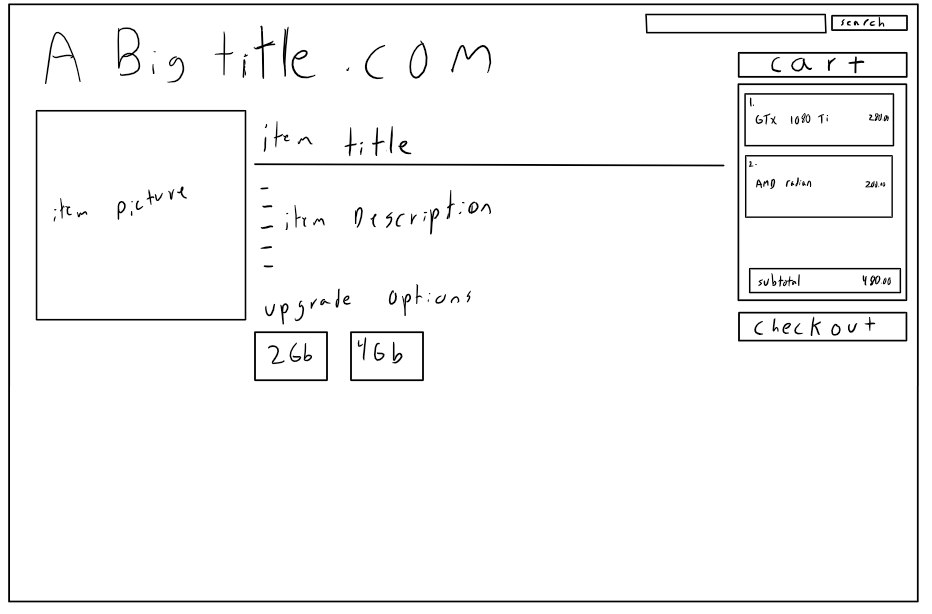 search
A Big title.com
cart
item title
1.
GTX 1080 Ti 280.00
item picture
2.
AMD radian 200.00
item Description
subtotal 480.00
upgrade options
checkout
2Gb 4Gb